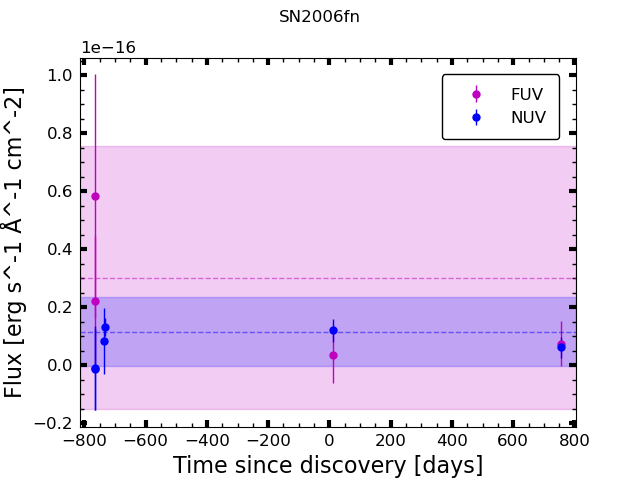 SN2006fn
1e−16
1.0
0.8
0.6
0.4
0.2
0.0
−0.2
Flux [erg s^-1 Å^-1 cm^-2]
FUV
NUV
−800 −600 −400 −200 0 200 400 600 800
Time since discovery [days]